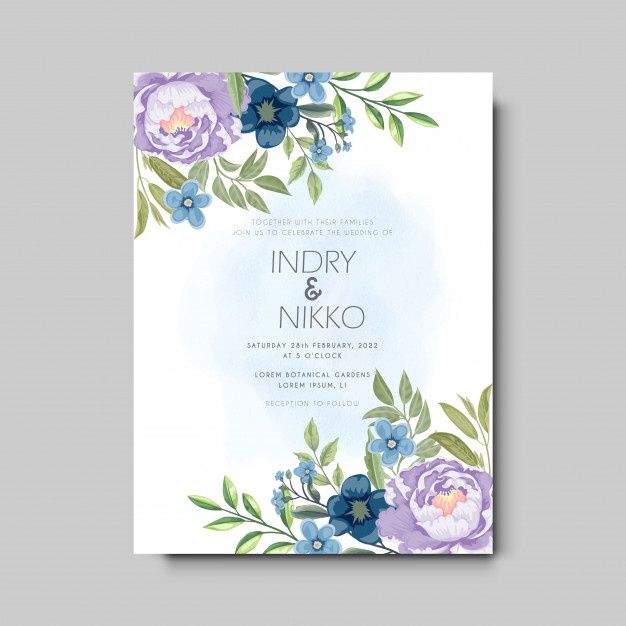 TOGETHER WITH THEIR FAMILIES
JOIN US TO CELEBRATE THE WEDDING OF
INDRY
&
NIKKO
SATURDAY 28th FEBRUARY, 2022
AT 5 O'CLOCK
LOREM BOTANICAL GARDENS
LOREM IPSUM, LI
RECEPTION TO FOLLOW